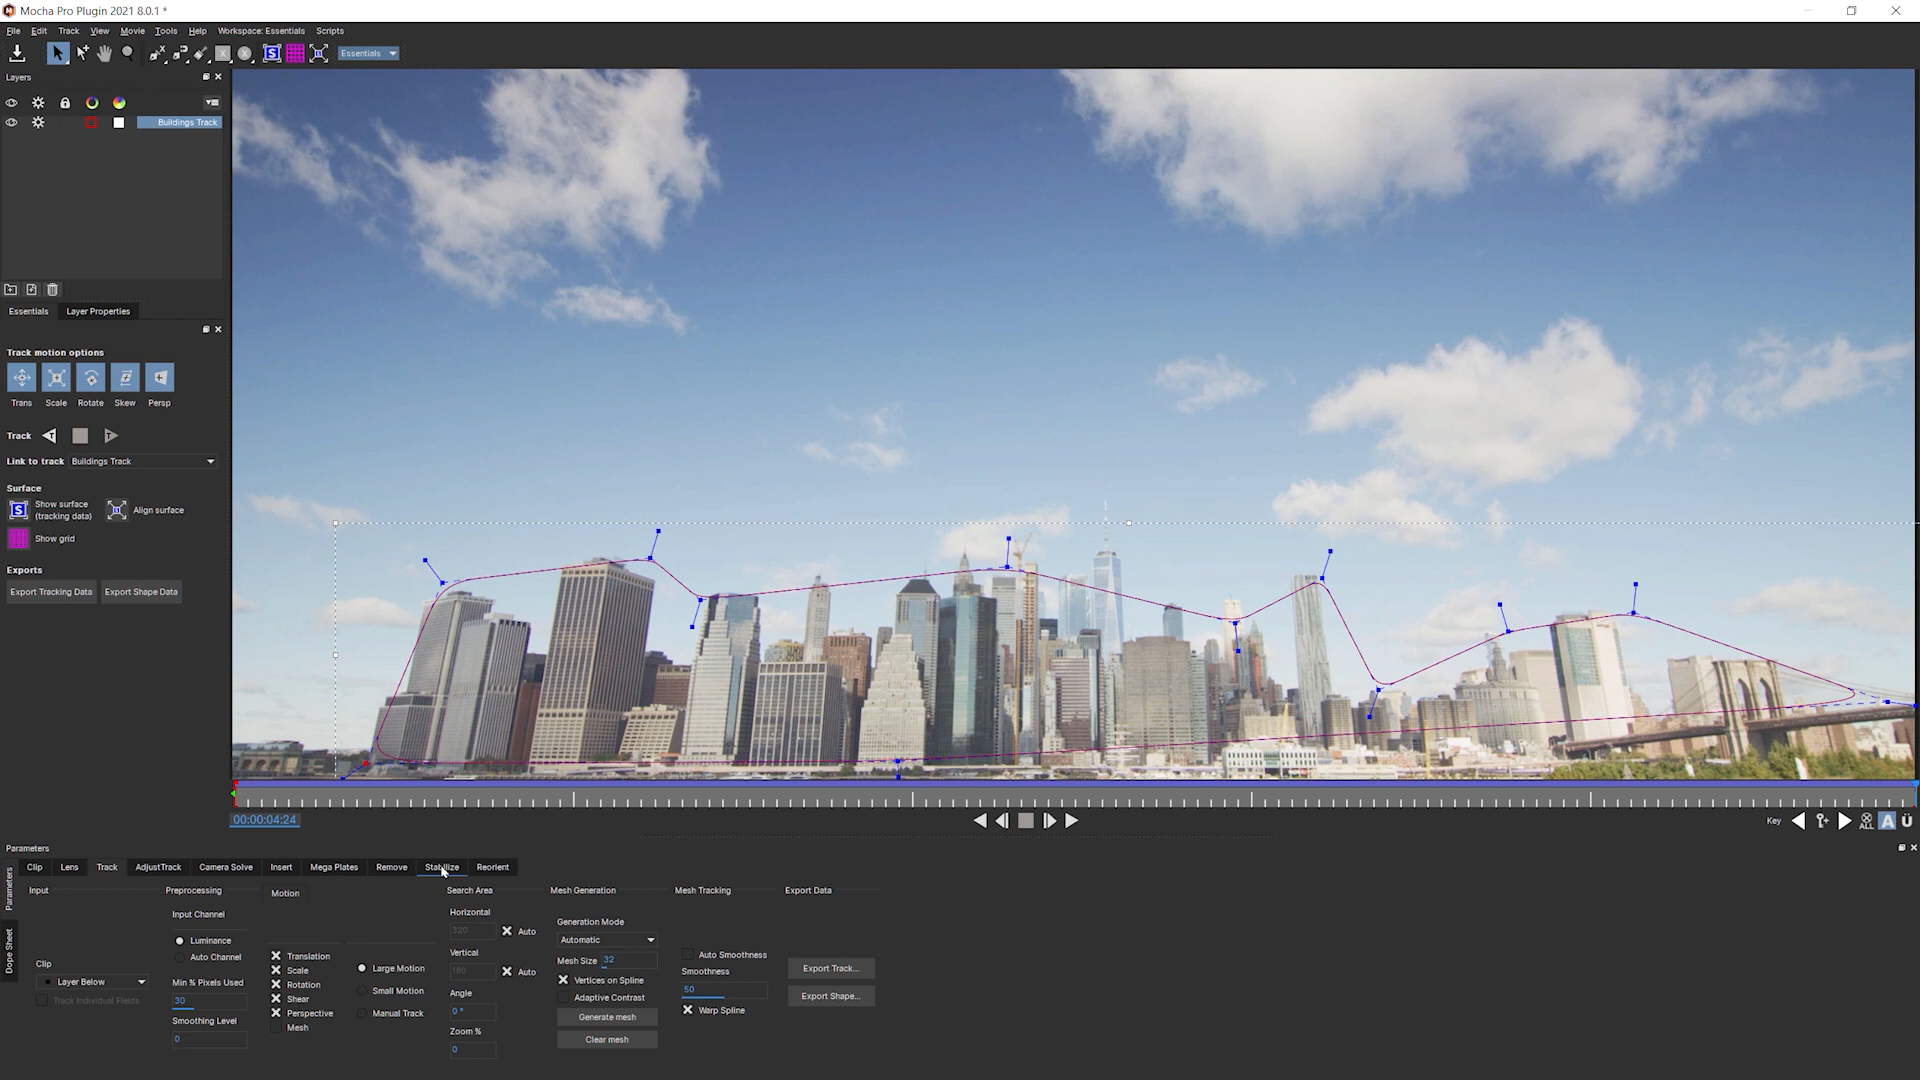 Mocha Pro Plugin 2021 8.0.1 *
File Edit Track View Movie Tools Help Workspace: Essentials Scripts
Essentials
Layers
Buildings Track
Essentials Layer Properties
Track motion options
Trans Scale Rotate Skew Persp
Track
Link to track Buildings Track
Surface
Show surface (tracking data) Align surface
Show grid
Exports
Export Tracking Data Export Shape Data
00:00:04:24
Key
ALL
A Ü
Parameters
Clip Lens Track AdjustTrack Camera Solve Insert Mega Plates Remove Stabilize Reorient
Parameters
Dope Sheet
Input
Clip
Layer Below
Track Individual Fields
Preprocessing
Input Channel
Luminance
Auto Channel
Min % Pixels Used
30
Smoothing Level
0
Motion
Translation
Scale
Rotation
Shear
Perspective
Mesh
Large Motion
Small Motion
Manual Track
Search Area
Horizontal
320 Auto
Vertical
180 Auto
Angle
0 °
Zoom %
0
Mesh Generation
Generation Mode
Automatic
Mesh Size 32
Vertices on Spline
Adaptive Contrast
Generate mesh
Clear mesh
Mesh Tracking
Auto Smoothness
Smoothness
50
Warp Spline
Export Data
Export Track...
Export Shape...